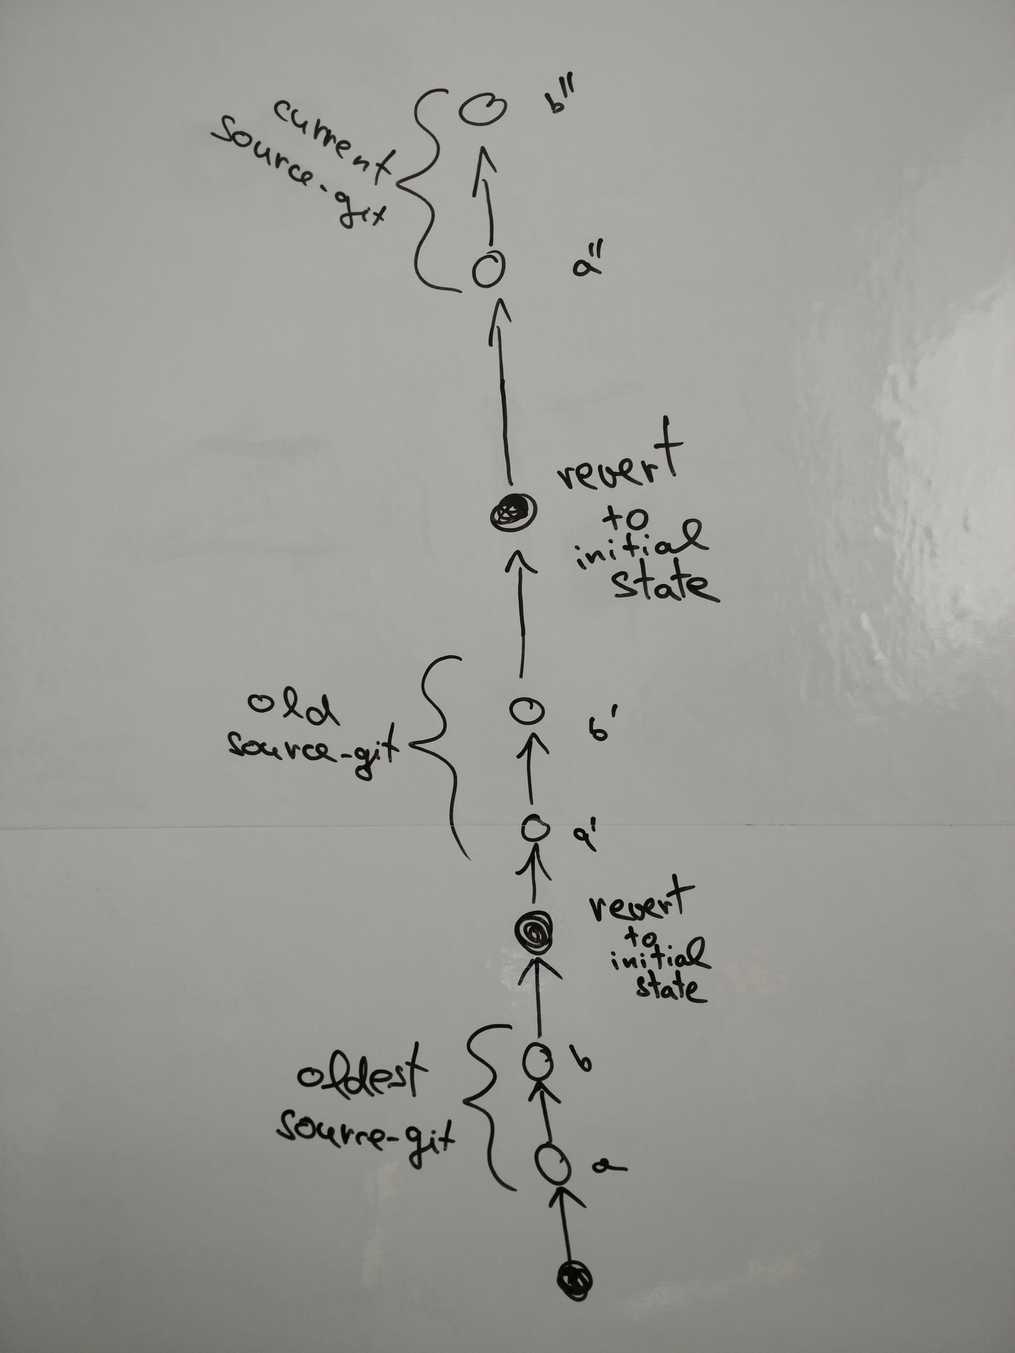 b"
current
source-git
a"
revert
to
initial
state
old
source-git
b'
a'
revert
to
initial
state
oldest
source-git
b
a